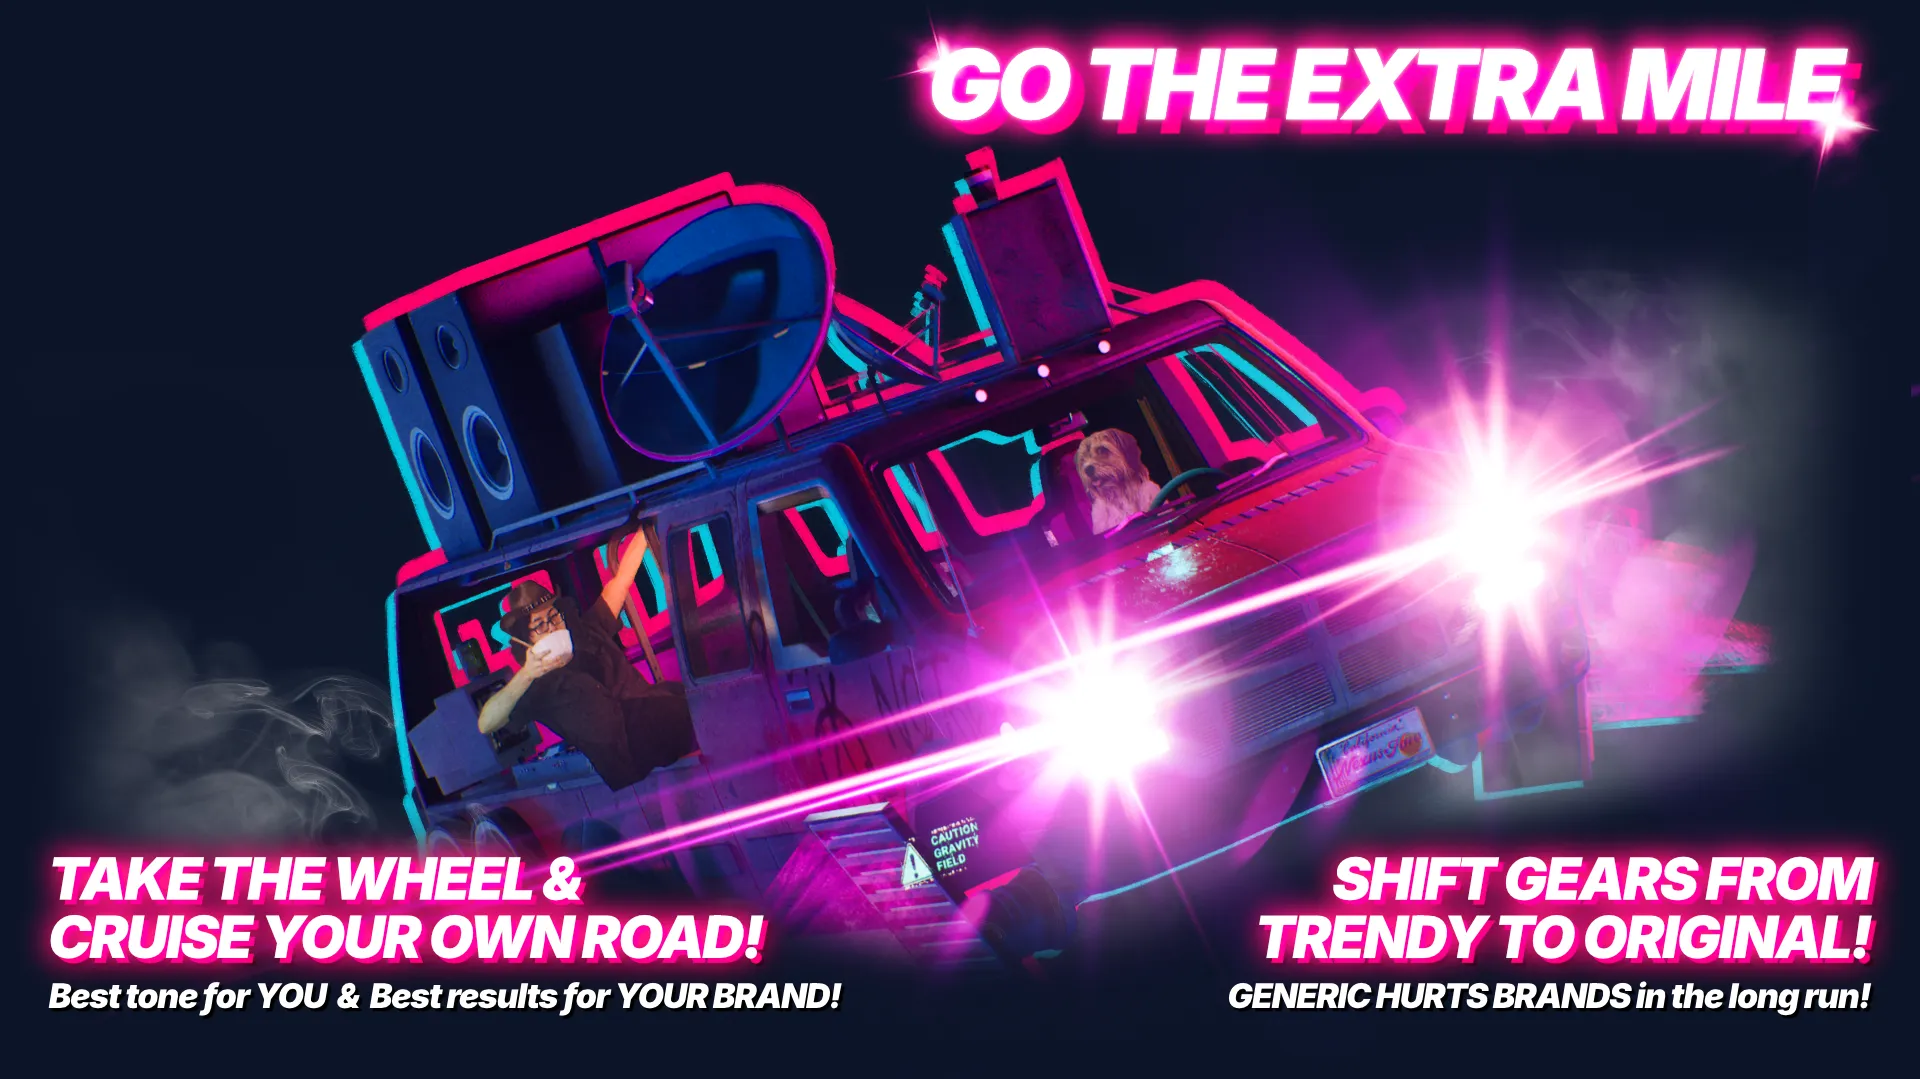 GO THE EXTRA MILE
CAUTION
GRAVITY
FIELD
California
TAKE THE WHEEL &
CRUISE YOUR OWN ROAD!
Best tone for YOU & Best results for YOUR BRAND!
SHIFT GEARS FROM
TRENDY TO ORIGINAL!
GENERIC HURTS BRANDS in the long run!